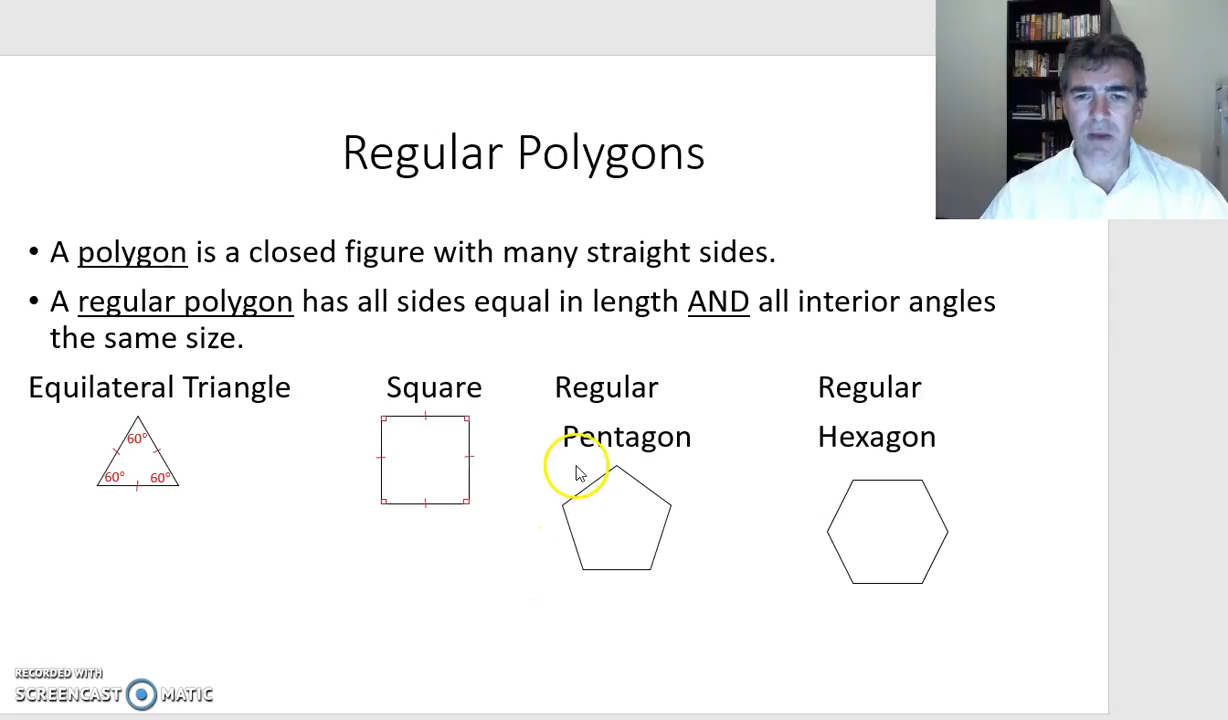 Regular Polygons
• A polygon is a closed figure with many straight sides.
• A regular polygon has all sides equal in length AND all interior angles
the same size.
Equilateral Triangle Square Regular Regular
Pentagon Hexagon
60°
60° 60°
RECORDED WITH
SCREENCAST MATIC